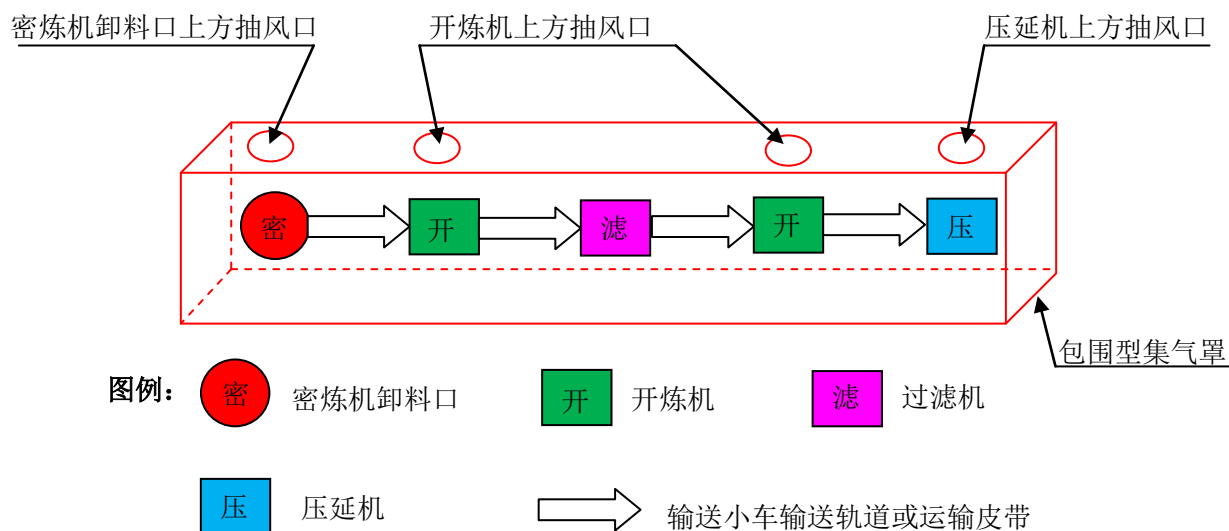 密炼机卸料口上方抽风口
开炼机上方抽风口
压延机上方抽风口
密
开
滤
开
压
包围型集气罩
图例：
密
密炼机卸料口
开
开炼机
滤
过滤机
压
压延机
输送小车输送轨道或运输皮带